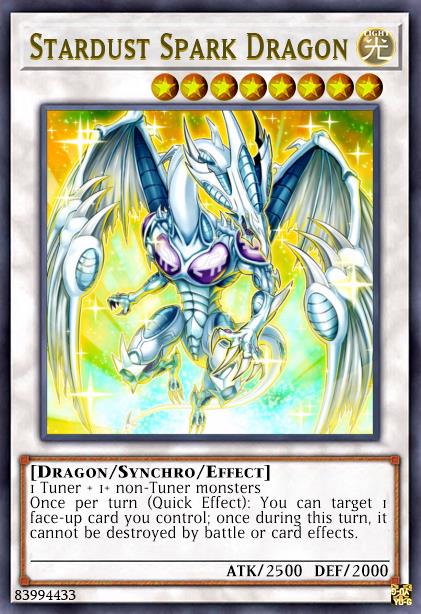 Stardust Spark Dragon
LIGHT
光
[Dragon/Synchro/Effect]
1 Tuner + 1+ non-Tuner monsters
Once per turn (Quick Effect): You can target 1
face-up card you control; once during this turn, it
cannot be destroyed by battle or card effects.
ATK/2500 DEF/2000
83994433